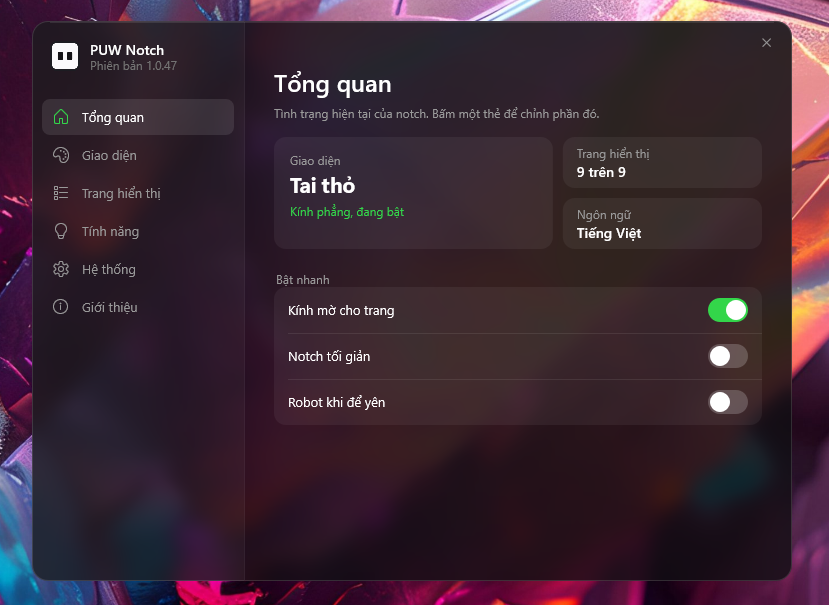 PUW Notch
Phiên bản 1.0.47
Tổng quan
Giao diện
Trang hiển thị
Tính năng
Hệ thống
Giới thiệu
Tổng quan
Tình trạng hiện tại của notch. Bấm một thẻ để chỉnh phần đó.
Giao diện
Tai thỏ
Kính phẳng, đang bật
Trang hiển thị
9 trên 9
Ngôn ngữ
Tiếng Việt
Bật nhanh
Kính mờ cho trang
Notch tối giản
Robot khi để yên